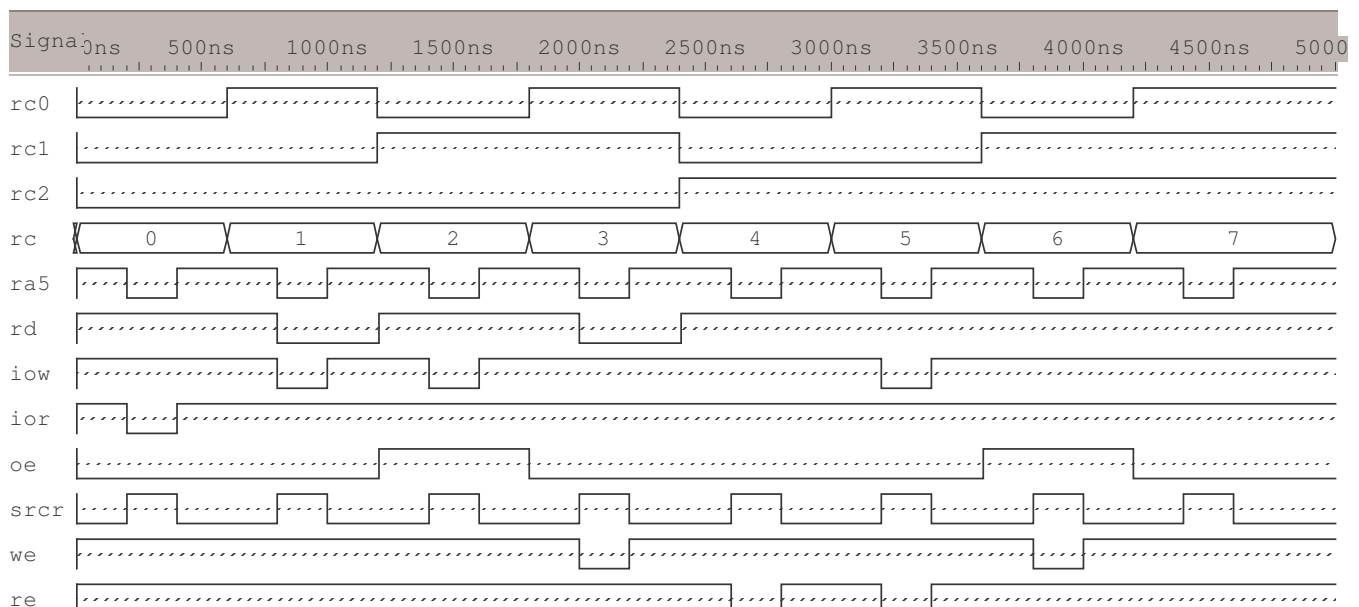 Signal 0ns 500ns 1000ns 1500ns 2000ns 2500ns 3000ns 3500ns 4000ns 4500ns 5000
rc0
rc1
rc2
rc 0 1 2 3 4 5 6 7
ra5
rd
iow
ior
oe
srcr
we
re